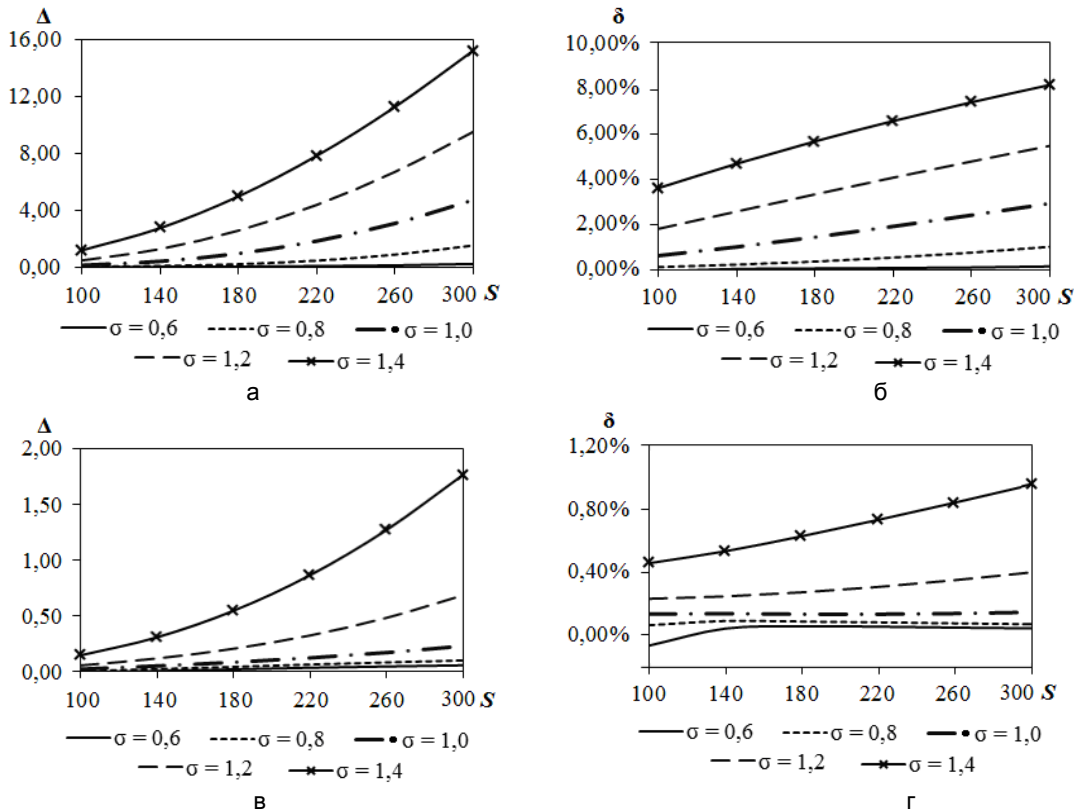 Δ
16,00
12,00
8,00
4,00
0,00
100 140 180 220 260 300 S
σ = 0,6 σ = 0,8 σ = 1,0
σ = 1,2 σ = 1,4
а
δ
10,00%
8,00%
6,00%
4,00%
2,00%
0,00%
100 140 180 220 260 300 S
σ = 0,6 σ = 0,8 σ = 1,0
σ = 1,2 σ = 1,4
б
Δ
2,00
1,50
1,00
0,50
0,00
100 140 180 220 260 300 S
σ = 0,6 σ = 0,8 σ = 1,0
σ = 1,2 σ = 1,4
в
δ
1,20%
0,80%
0,40%
0,00%
100 140 180 220 260 300 S
σ = 0,6 σ = 0,8 σ = 1,0
σ = 1,2 σ = 1,4
г